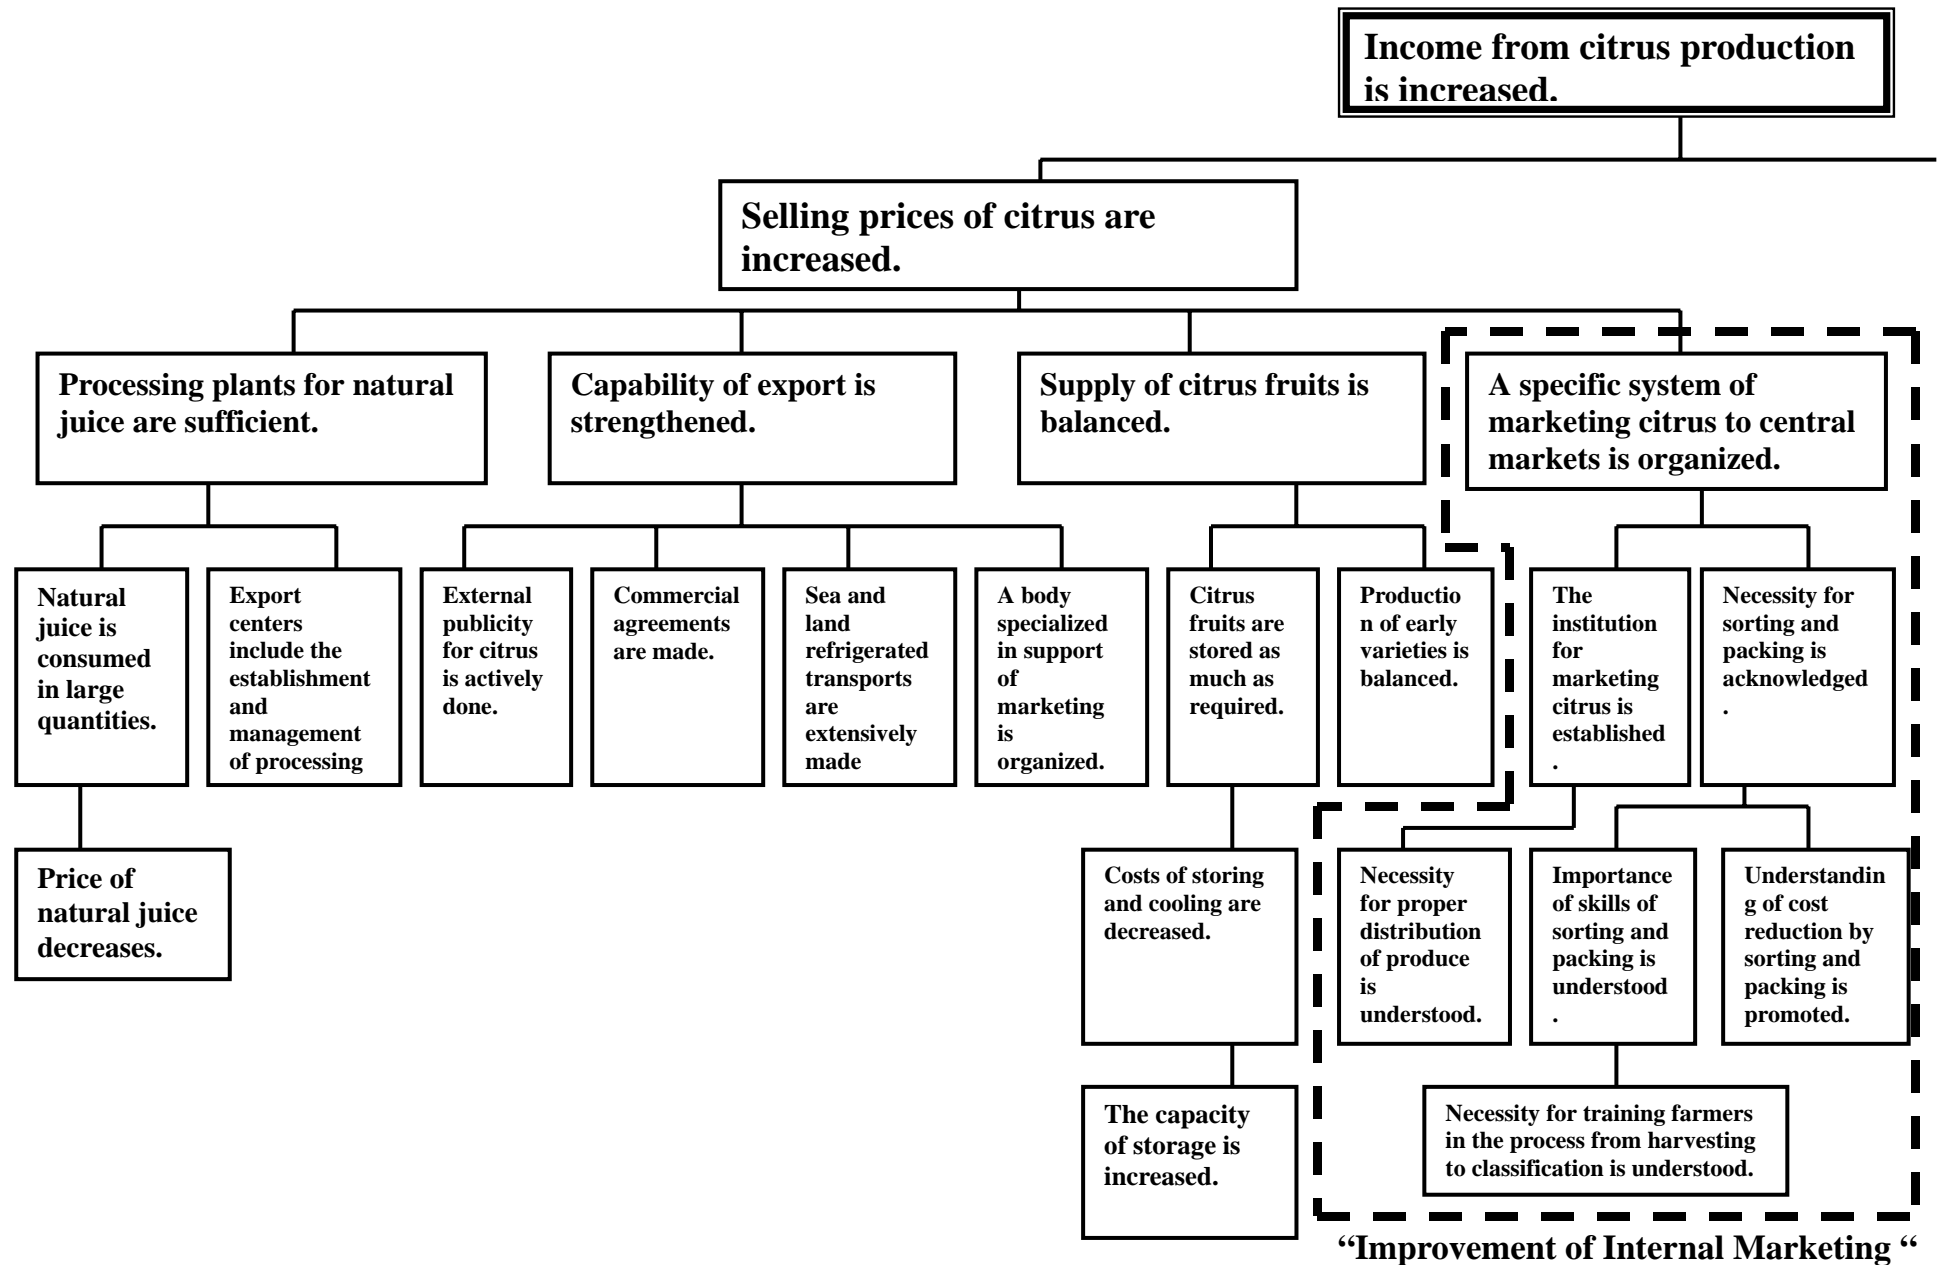 Income from citrus production
is increased.
Selling prices of citrus are
increased.
Processing plants for natural
juice are sufficient.
Capability of export is
strengthened.
Supply of citrus fruits is
balanced.
A specific system of
marketing citrus to central
markets is organized.
Natural
juice is
consumed
in large
quantities.
Export
centers
include the
establishment
and
management
of processing
External
publicity
for citrus
is actively
done.
Commercial
agreements
are made.
Sea and
land
refrigerated
transports
are
extensively
made
A body
specialized
in support
of
marketing
is
organized.
Citrus
fruits are
stored as
much as
required.
Productio
n of early
varieties is
balanced.
The
institution
for
marketing
citrus is
established
.
Necessity for
sorting and
packing is
acknowledged
.
Price of
natural juice
decreases.
Costs of storing
and cooling are
decreased.
Necessity
for proper
distribution
of produce
is
understood.
Importance
of skills of
sorting and
packing is
understood
.
Understandin
g of cost
reduction by
sorting and
packing is
promoted.
The capacity
of storage is
increased.
Necessity for training farmers
in the process from harvesting
to classification is understood.
“Improvement of Internal Marketing “